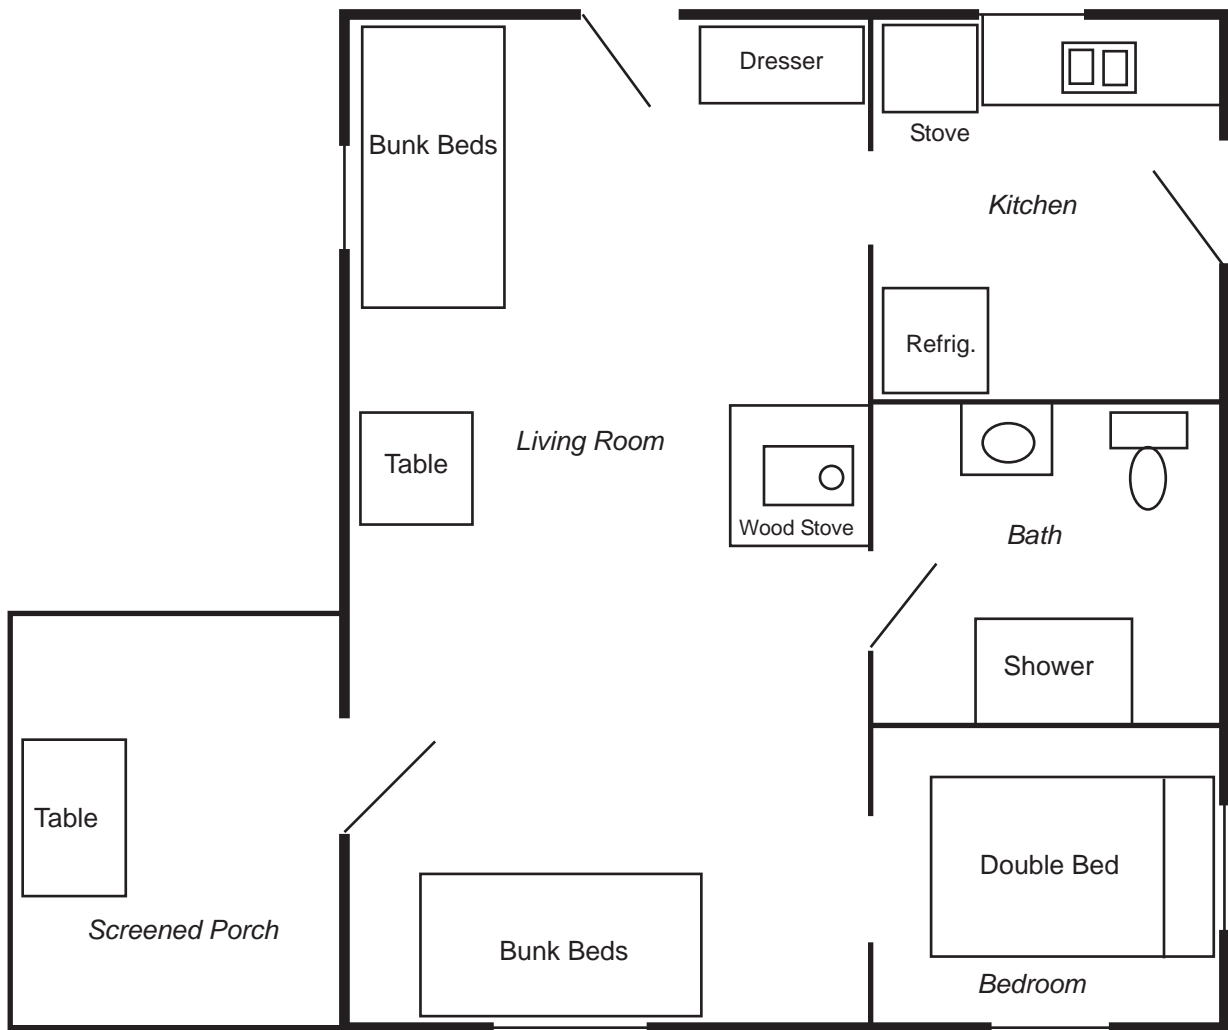 Dresser
Bunk Beds
Stove
Kitchen
Refrig.
Living Room
Table
Wood Stove
Bath
Shower
Table
Double Bed
Screened Porch
Bunk Beds
Bedroom